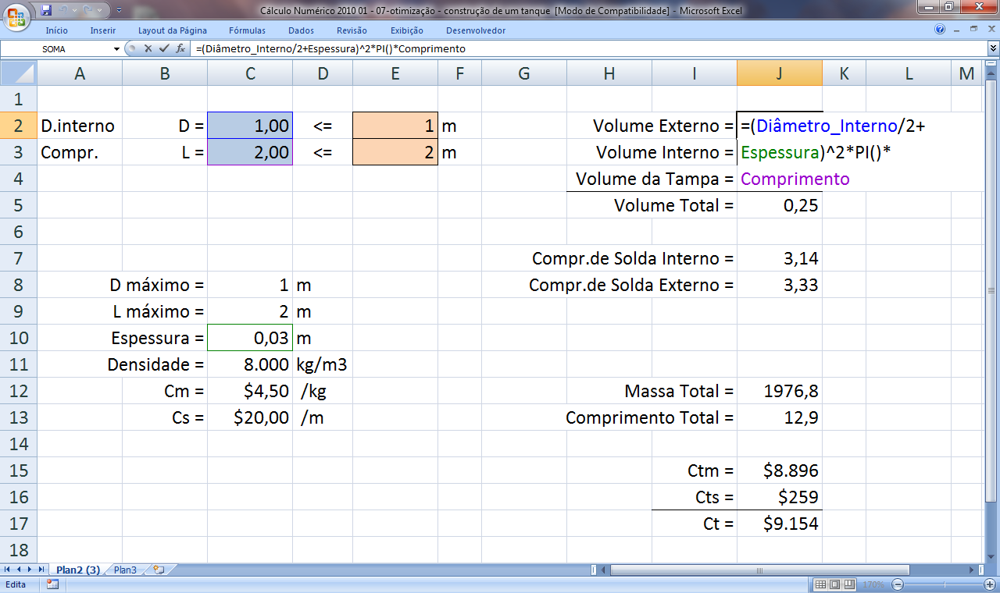 Cálculo Numérico 2010 01 - 07-otimização - construção de um tanque [Modo de Compatibilidade] - Microsoft Excel
Início Inserir Layout da Página Fórmulas Dados Revisão Exibição Desenvolvedor
SOMA =(Diâmetro_Interno/2+Espessura)^2*PI()*Comprimento
A B C D E F G H I J K L M
1
2 D.interno D = 1,00 <= 1 m Volume Externo = =(Diâmetro_Interno/2+
3 Compr. L = 2,00 <= 2 m Volume Interno = Espessura)^2*PI()*
4 Volume da Tampa = Comprimento
5 Volume Total = 0,25
6
7 Compr.de Solda Interno = 3,14
8 D máximo = 1 m Compr.de Solda Externo = 3,33
9 L máximo = 2 m
10 Espessura = 0,03 m
11 Densidade = 8.000 kg/m3
12 Cm = $4,50 /kg Massa Total = 1976,8
13 Cs = $20,00 /m Comprimento Total = 12,9
14
15 Ctm = $8.896
16 Cts = $259
17 Ct = $9.154
18
Plan2 (3) Plan3
Edita 170%